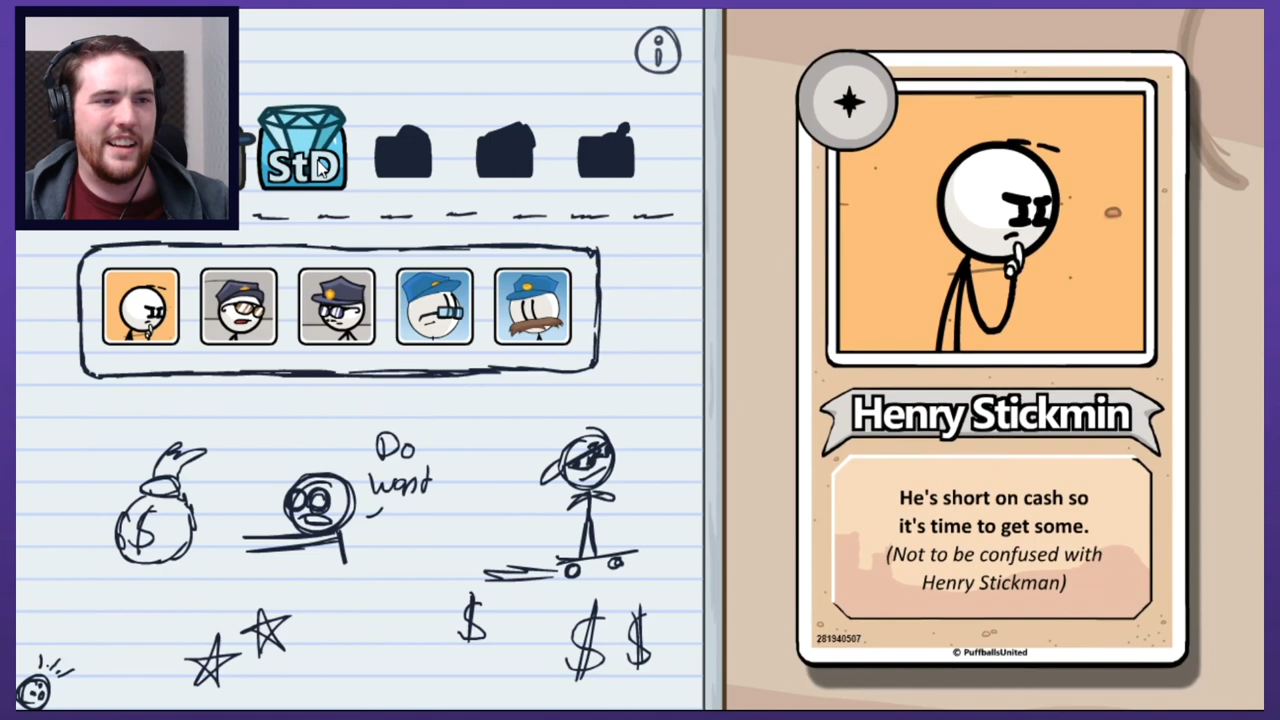 StD
Do
want
$
$
$ $
Henry Stickmin
He's short on cash so
it's time to get some.
(Not to be confused with
Henry Stickman)
281940507
© PuffballsUnited